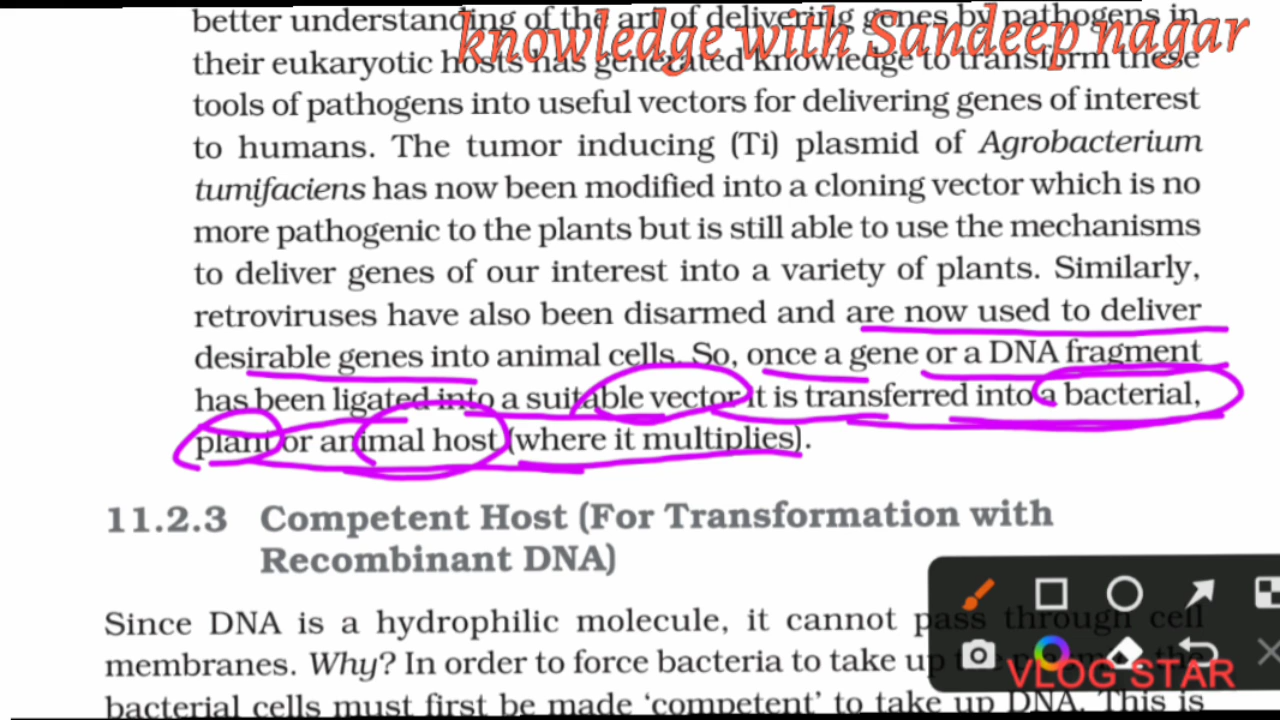 knowledge with Sandeep nagar
better understanding of the art of delivering genes by pathogens in
their eukaryotic hosts has generated knowledge to transform these
tools of pathogens into useful vectors for delivering genes of interest
to humans. The tumor inducing (Ti) plasmid of Agrobacterium
tumifaciens has now been modified into a cloning vector which is no
more pathogenic to the plants but is still able to use the mechanisms
to deliver genes of our interest into a variety of plants. Similarly,
retroviruses have also been disarmed and are now used to deliver
desirable genes into animal cells. So, once a gene or a DNA fragment
has been ligated into a suitable vector it is transferred into a bacterial,
plant or animal host (where it multiplies).
11.2.3 Competent Host (For Transformation with
Recombinant DNA)
Since DNA is a hydrophilic molecule, it cannot pass through cell
membranes. Why? In order to force bacteria to take up the
bacterial cells must first be made ‘competent’ to take up DNA. This is
VLOG STAR